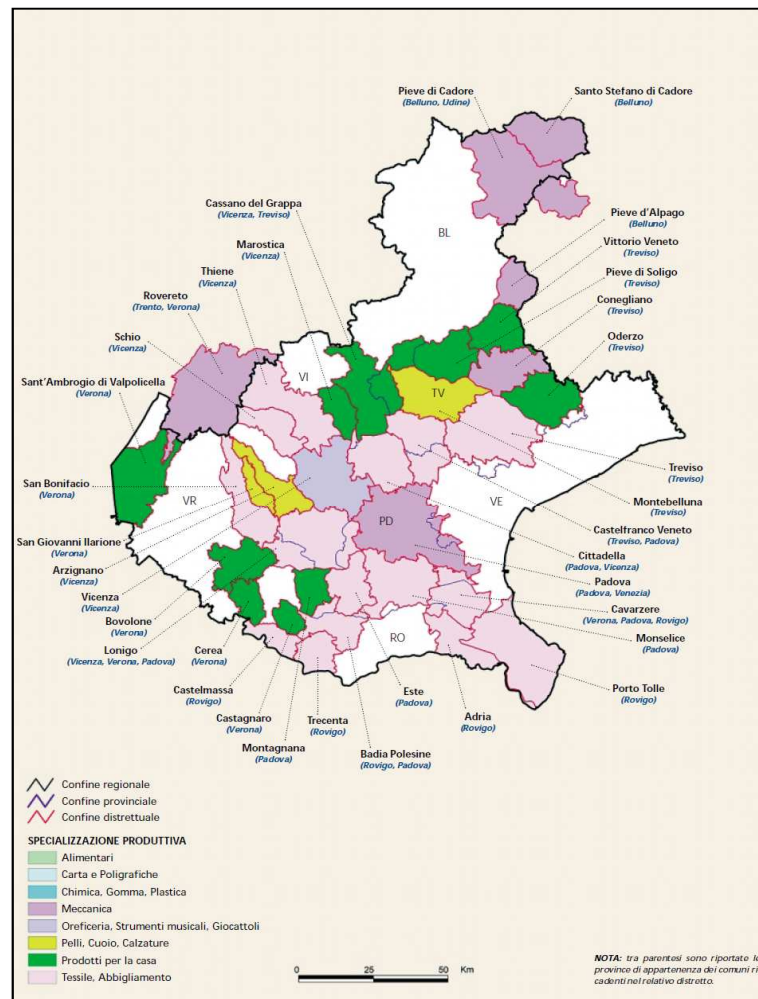 Pieve di Cadore
(Belluno, Udine)
Santo Stefano di Cadore
(Belluno)
Cassano del Grappa
(Vicenza, Treviso)
Marostica
(Vicenza)
Thiene
(Vicenza)
Rovereto
(Trento, Verona)
Schio
(Vicenza)
Sant'Ambrogio di Valpolicella
(Verona)
Pieve d'Alpago
(Belluno)
Vittorio Veneto
(Treviso)
Pieve di Soligo
(Treviso)
Conegliano
(Treviso)
Oderzo
(Treviso)
BL
VI
TV
VR
VE
PD
RO
San Bonifacio
(Verona)
San Giovanni Ilarione
(Verona)
Arzignano
(Vicenza)
Vicenza
(Vicenza)
Bovolone
(Verona)
Lonigo
(Vicenza, Verona, Padova)
Cerea
(Verona)
Castelmassa
(Rovigo)
Castagnaro
(Verona)
Montagnana
(Padova)
Trecenta
(Rovigo)
Badia Polesine
(Rovigo, Padova)
Este
(Padova)
Adria
(Rovigo)
Treviso
(Treviso)
Montebelluna
(Treviso)
Castelfranco Veneto
(Treviso, Padova)
Cittadella
(Padova, Vicenza)
Padova
(Padova, Venezia)
Cavarzere
(Verona, Padova, Rovigo)
Monselice
(Padova)
Porto Tolle
(Rovigo)
Confine regionale
Confine provinciale
Confine distrettuale
SPECIALIZZAZIONE PRODUTTIVA
Alimentari
Carta e Poligrafiche
Chimica, Gomma, Plastica
Meccanica
Oreficeria, Strumenti musicali, Giocattoli
Pelli, Cuoio, Calzature
Prodotti per la casa
Tessile, Abbigliamento
0 25 50 Km
NOTA: tra parentesi sono riportate le
province di appartenenza dei comuni ri
cadenti nel relativo distretto.